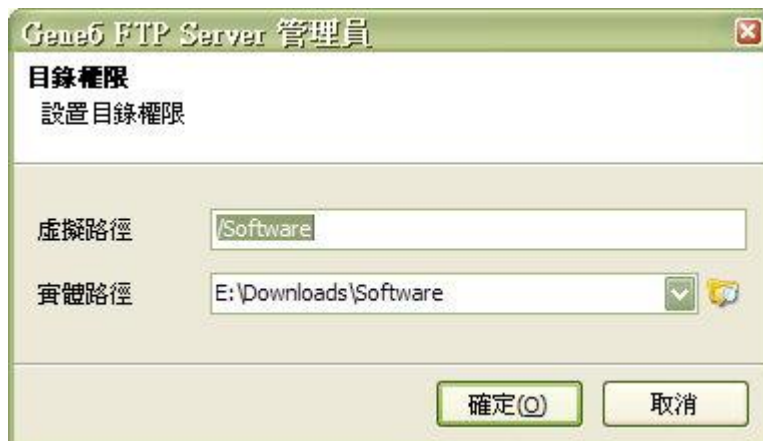 Gene6 FTP Server 管理員
目錄權限
設置目錄權限
虛擬路徑
/Software
實體路徑
E:\Downloads\Software
確定(O)
取消